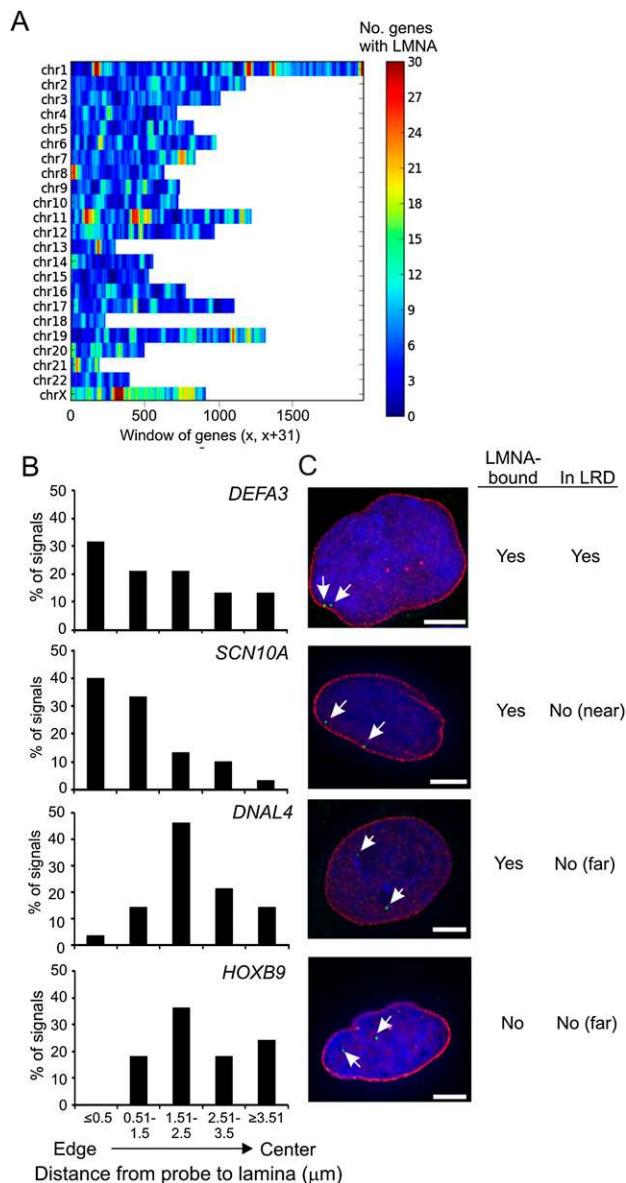 A
No. genes
with LMNA
chr1
chr2
chr3
chr4
chr5
chr6
chr7
chr8
chr9
chr10
chr11
chr12
chr13
chr14
chr15
chr16
chr17
chr18
chr19
chr20
chr21
chr22
chrX
0 500 1000 1500
Window of genes (x, x+31)
30
27
24
21
18
15
12
9
6
3
0
B
50
40
30
20
10
0
% of signals
DEFA3
50
40
30
20
10
0
% of signals
SCN10A
50
40
30
20
10
0
% of signals
DNAL4
50
40
30
20
10
0
% of signals
HOXB9
≤0.5 0.51- 1.51- 2.51- ≥3.51
1.5 2.5 3.5
Edge Center
Distance from probe to lamina (μm)
C
LMNA-
bound In LRD
Yes Yes
Yes No (near)
Yes No (far)
No No (far)